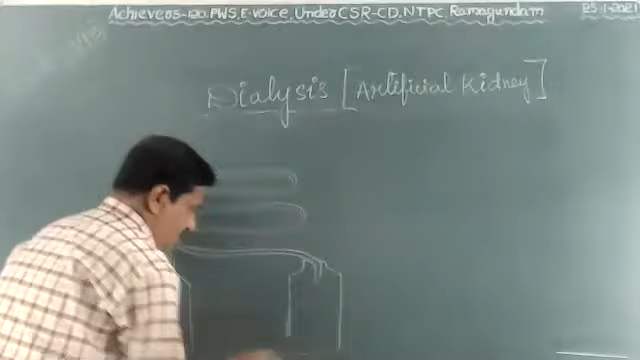 Achievers-120.PWS,E-Voice,Under CSR-CD.NTPC Ramagundam
25-1-2021
Dialysis [Artificial Kidney]